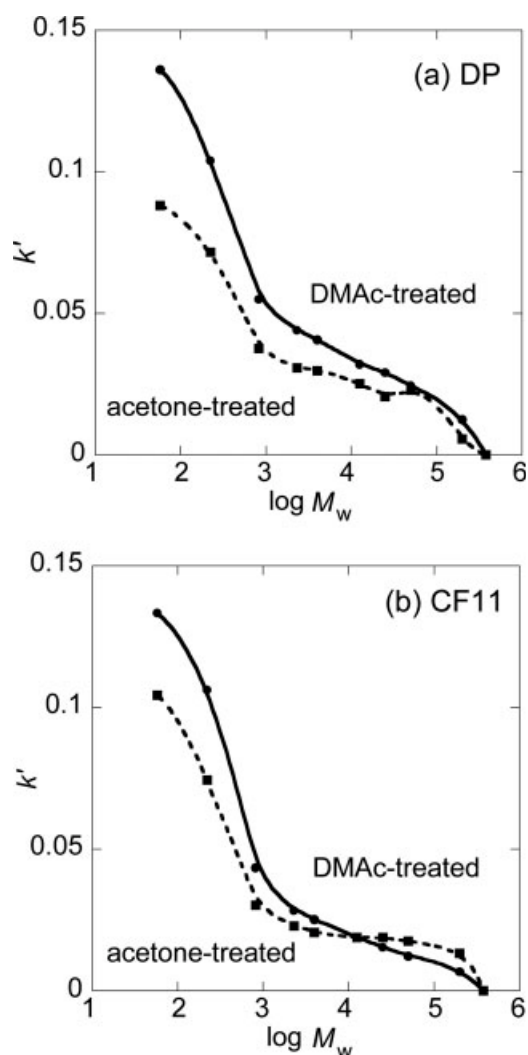 0.15
(a) DP
0.1
k'
DMAc-treated
0.05
acetone-treated
0
1 2 3 4 5 6
log Mw
0.15
(b) CF11
0.1
k'
0.05
DMAc-treated
acetone-treated
0
1 2 3 4 5 6
log Mw